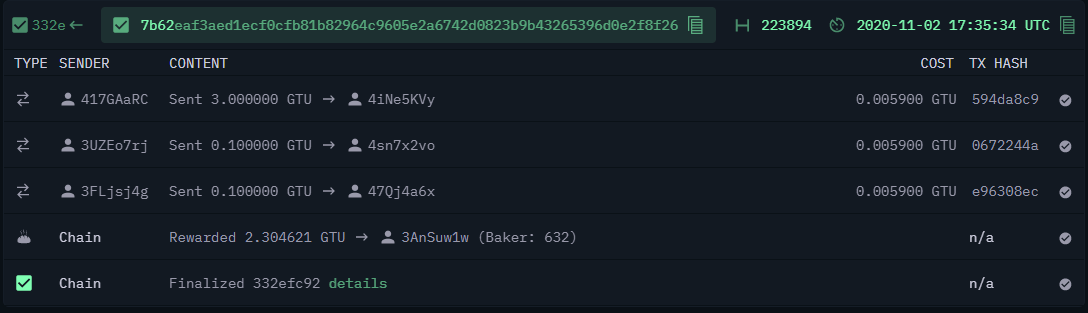 332e← 7b62eaf3aed1ecf0cfb81b82964c9605e2a6742d0823b9b43265396d0e2f8f26 223894 2020-11-02 17:35:34 UTC
TYPE SENDER CONTENT COST TX HASH
417GAaRC Sent 3.000000 GTU → 4iNe5KVy 0.005900 GTU 594da8c9
3UZEo7rj Sent 0.100000 GTU → 4sn7x2vo 0.005900 GTU 0672244a
3FLjsj4g Sent 0.100000 GTU → 47Qj4a6x 0.005900 GTU e96308ec
Chain Rewarded 2.304621 GTU → 3AnSuw1w (Baker: 632) n/a
Chain Finalized 332efc92 details n/a